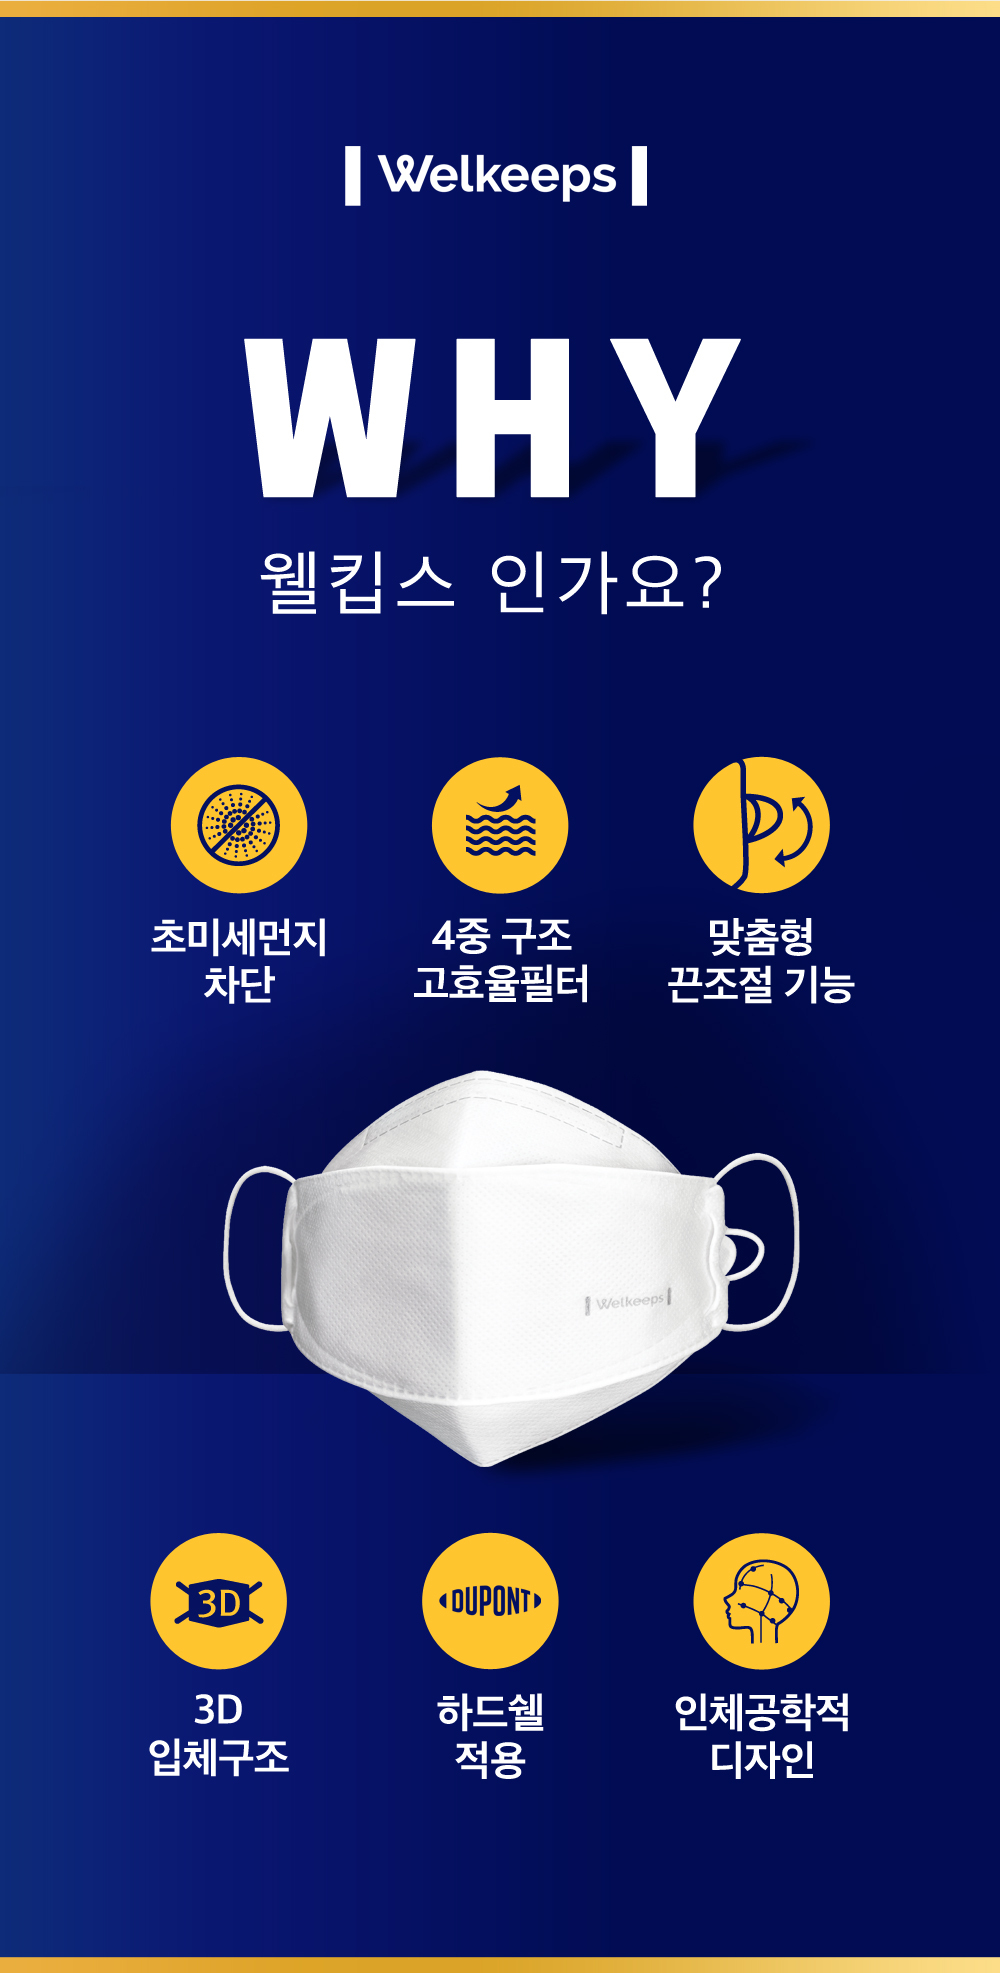 Welkeeps
WHY
웰킵스 인가요?
초미세먼지
차단
4중 구조
고효율필터
맞춤형
끈조절 기능
Welkeeps
3D
DUPONT
3D
입체구조
하드쉘
적용
인체공학적
디자인